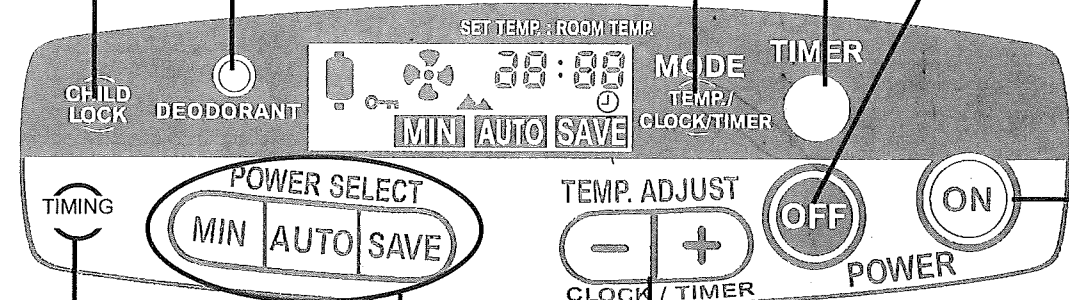 SET TEMP. : ROOM TEMP.
CHILD
LOCK
DEODORANT
88:88
MIN AUTO SAVE
MODE
TEMP./
CLOCK/TIMER
TIMER
TIMING
POWER SELECT
MIN AUTO SAVE
TEMP. ADJUST
− +
CLOCK / TIMER
OFF
ON
POWER